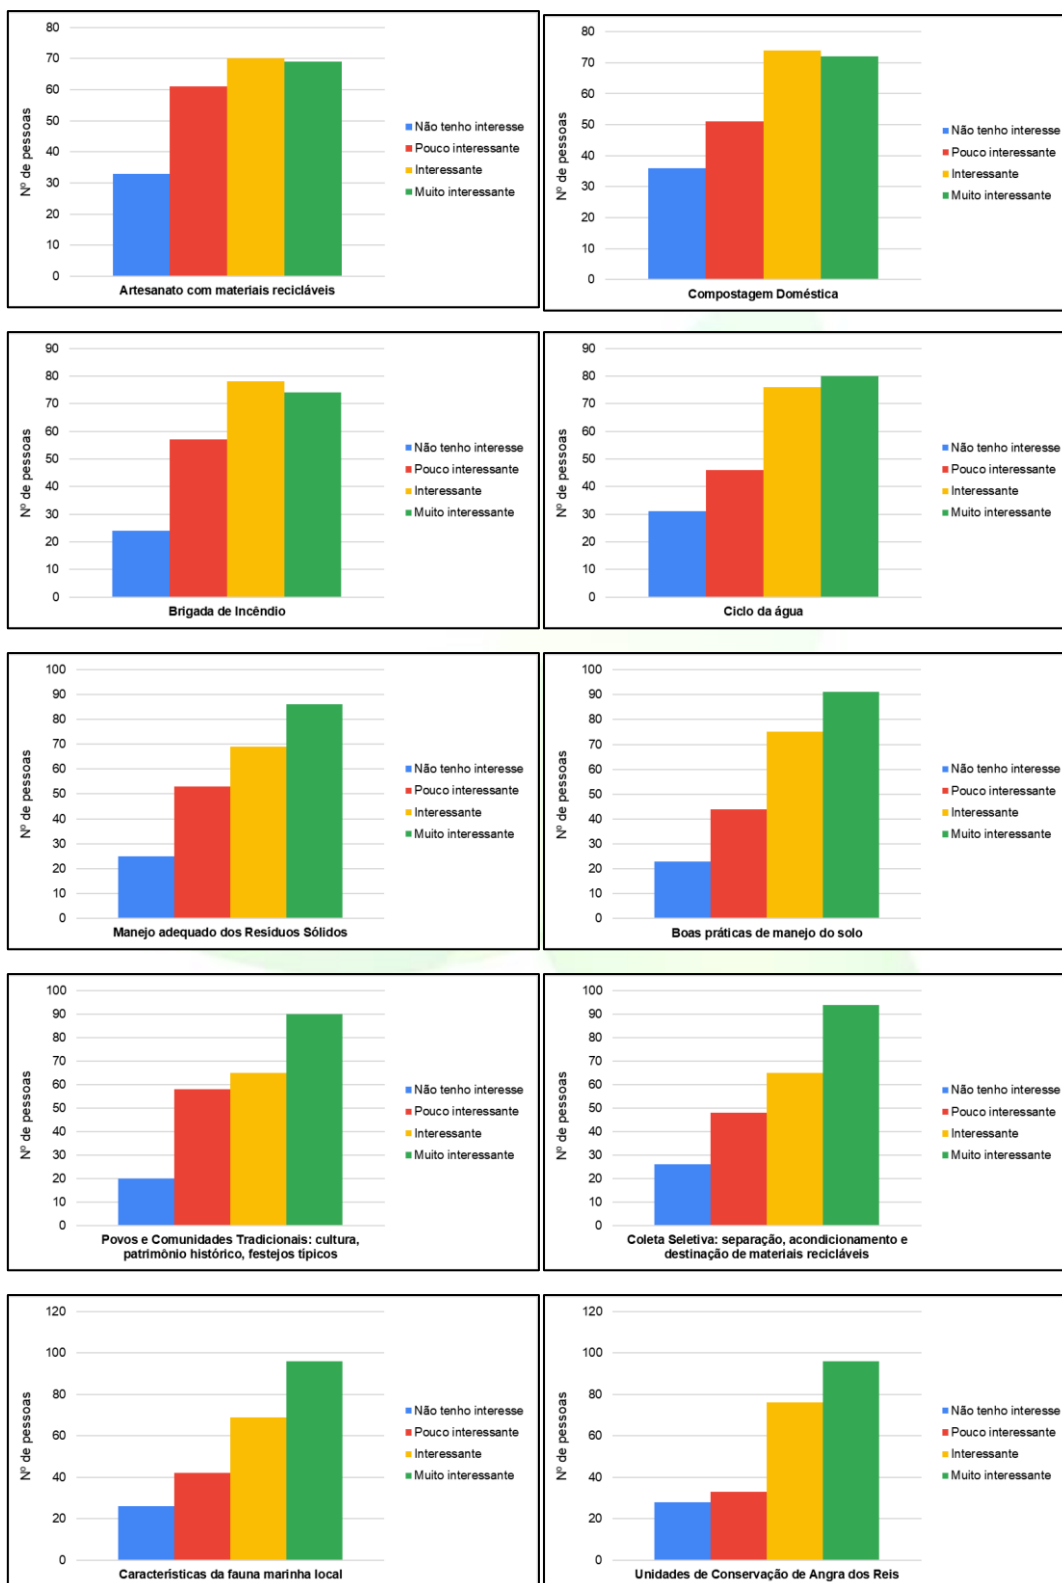 80
70
60
50
40
30
20
10
0
Nº de pessoas
Não tenho interesse
Pouco interessante
Interessante
Muito interessante
Artesanato com materiais recicláveis
80
70
60
50
40
30
20
10
0
Nº de pessoas
Não tenho interesse
Pouco interessante
Interessante
Muito interessante
Compostagem Doméstica
90
80
70
60
50
40
30
20
10
0
Nº de pessoas
Não tenho interesse
Pouco interessante
Interessante
Muito interessante
Brigada de Incêndio
90
80
70
60
50
40
30
20
10
0
Nº de pessoas
Não tenho interesse
Pouco interessante
Interessante
Muito interessante
Ciclo da água
100
90
80
70
60
50
40
30
20
10
0
Nº de pessoas
Não tenho interesse
Pouco interessante
Interessante
Muito interessante
Manejo adequado dos Resíduos Sólidos
100
90
80
70
60
50
40
30
20
10
0
Nº de pessoas
Não tenho interesse
Pouco interessante
Interessante
Muito interessante
Boas práticas de manejo do solo
100
90
80
70
60
50
40
30
20
10
0
Nº de pessoas
Não tenho interesse
Pouco interessante
Interessante
Muito interessante
Povos e Comunidades Tradicionais: cultura,
patrimônio histórico, festejos típicos
100
90
80
70
60
50
40
30
20
10
0
Nº de pessoas
Não tenho interesse
Pouco interessante
Interessante
Muito interessante
Coleta Seletiva: separação, acondicionamento e
destinação de materiais recicláveis
120
100
80
60
40
20
0
Nº de pessoas
Não tenho interesse
Pouco interessante
Interessante
Muito interessante
Características da fauna marinha local
120
100
80
60
40
20
0
Nº de pessoas
Não tenho interesse
Pouco interessante
Interessante
Muito interessante
Unidades de Conservação de Angra dos Reis